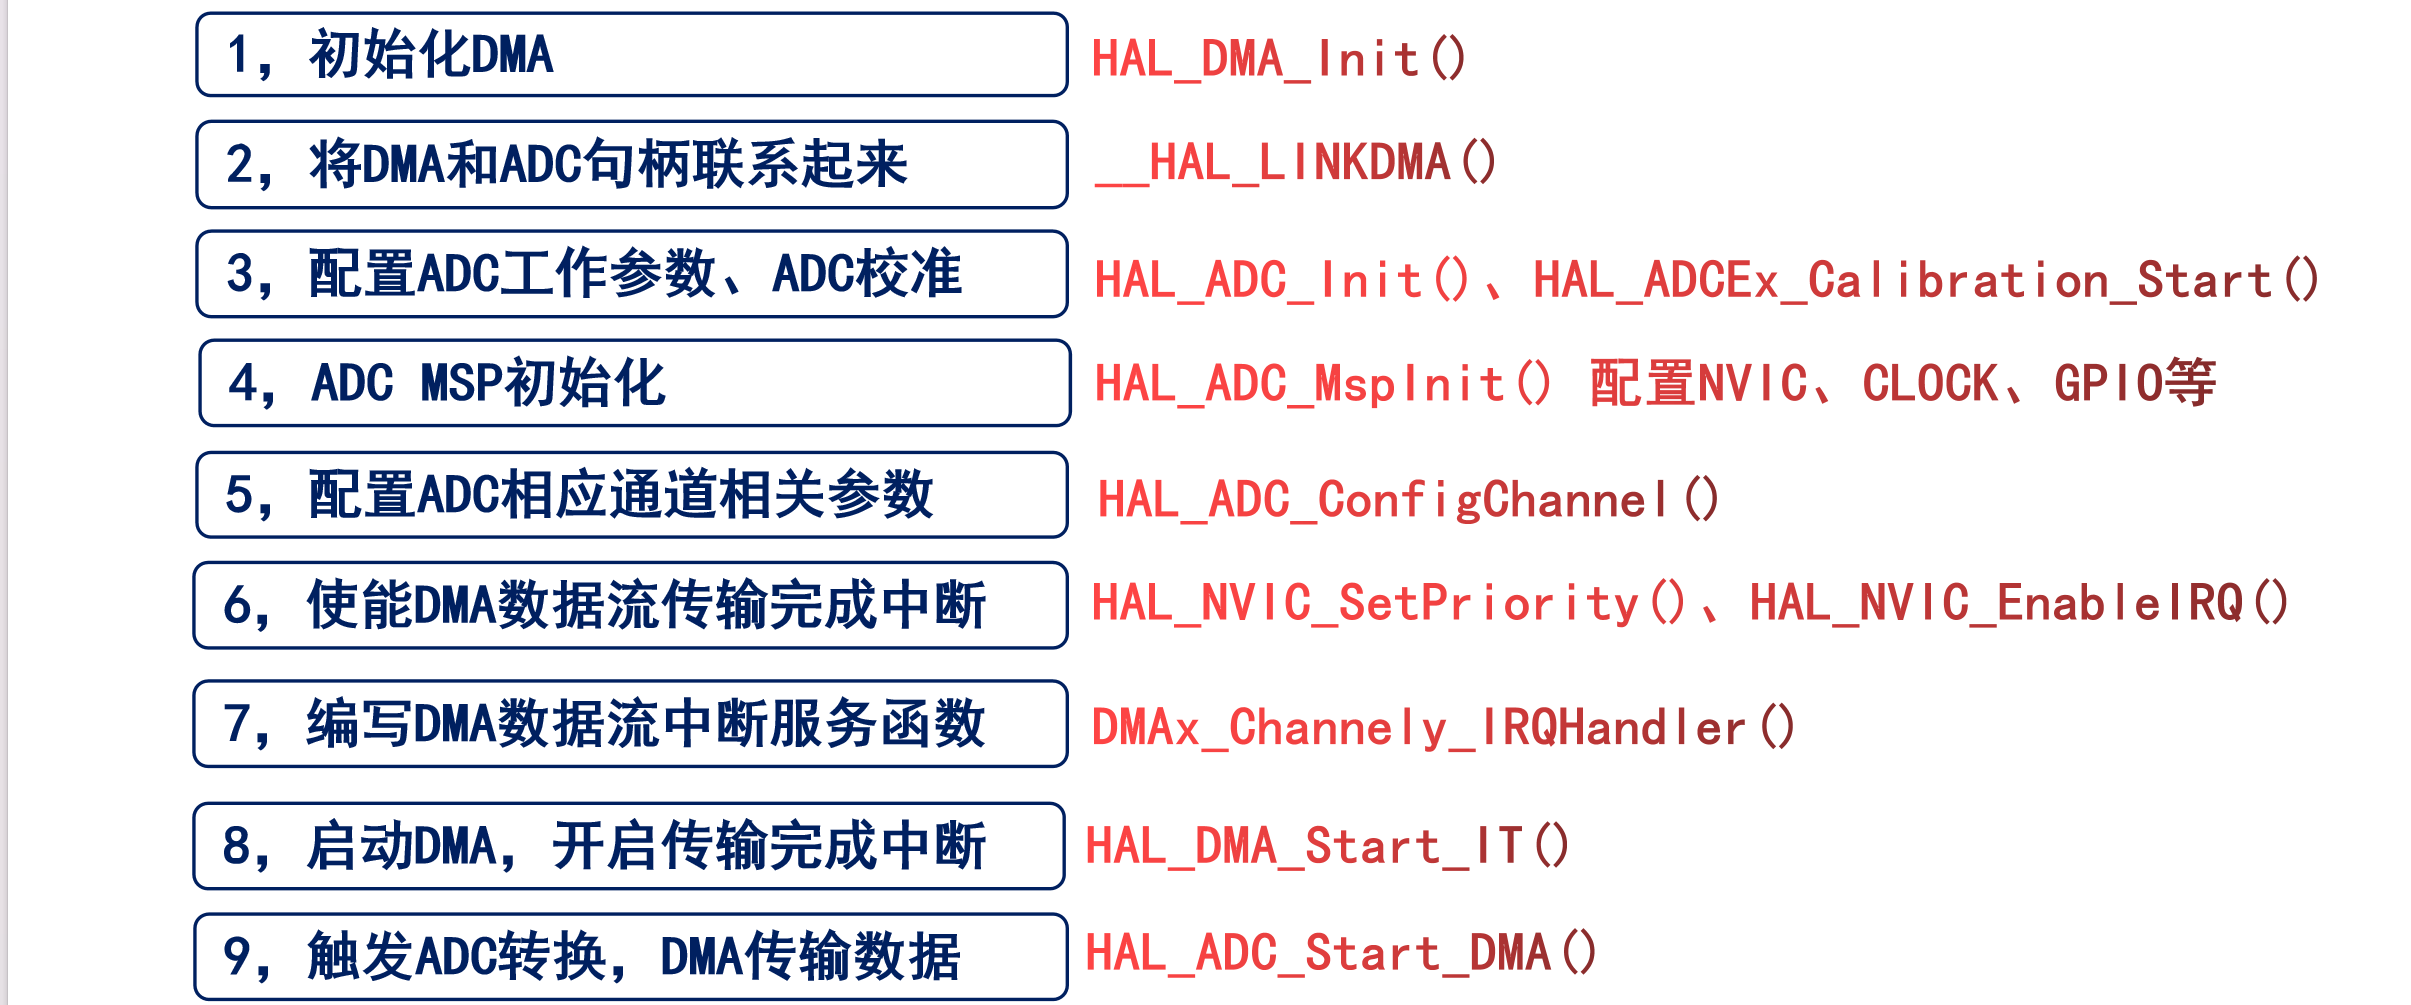 1，初始化DMA HAL_DMA_Init()
2，将DMA和ADC句柄联系起来 __HAL_LINKDMA()
3，配置ADC工作参数、ADC校准 HAL_ADC_Init()、HAL_ADCEx_Calibration_Start()
4，ADC MSP初始化 HAL_ADC_MspInit() 配置NVIC、CLOCK、GPIO等
5，配置ADC相应通道相关参数 HAL_ADC_ConfigChannel()
6，使能DMA数据流传输完成中断 HAL_NVIC_SetPriority()、HAL_NVIC_EnableIRQ()
7，编写DMA数据流中断服务函数 DMAx_Channely_IRQHandler()
8，启动DMA，开启传输完成中断 HAL_DMA_Start_IT()
9，触发ADC转换，DMA传输数据 HAL_ADC_Start_DMA()